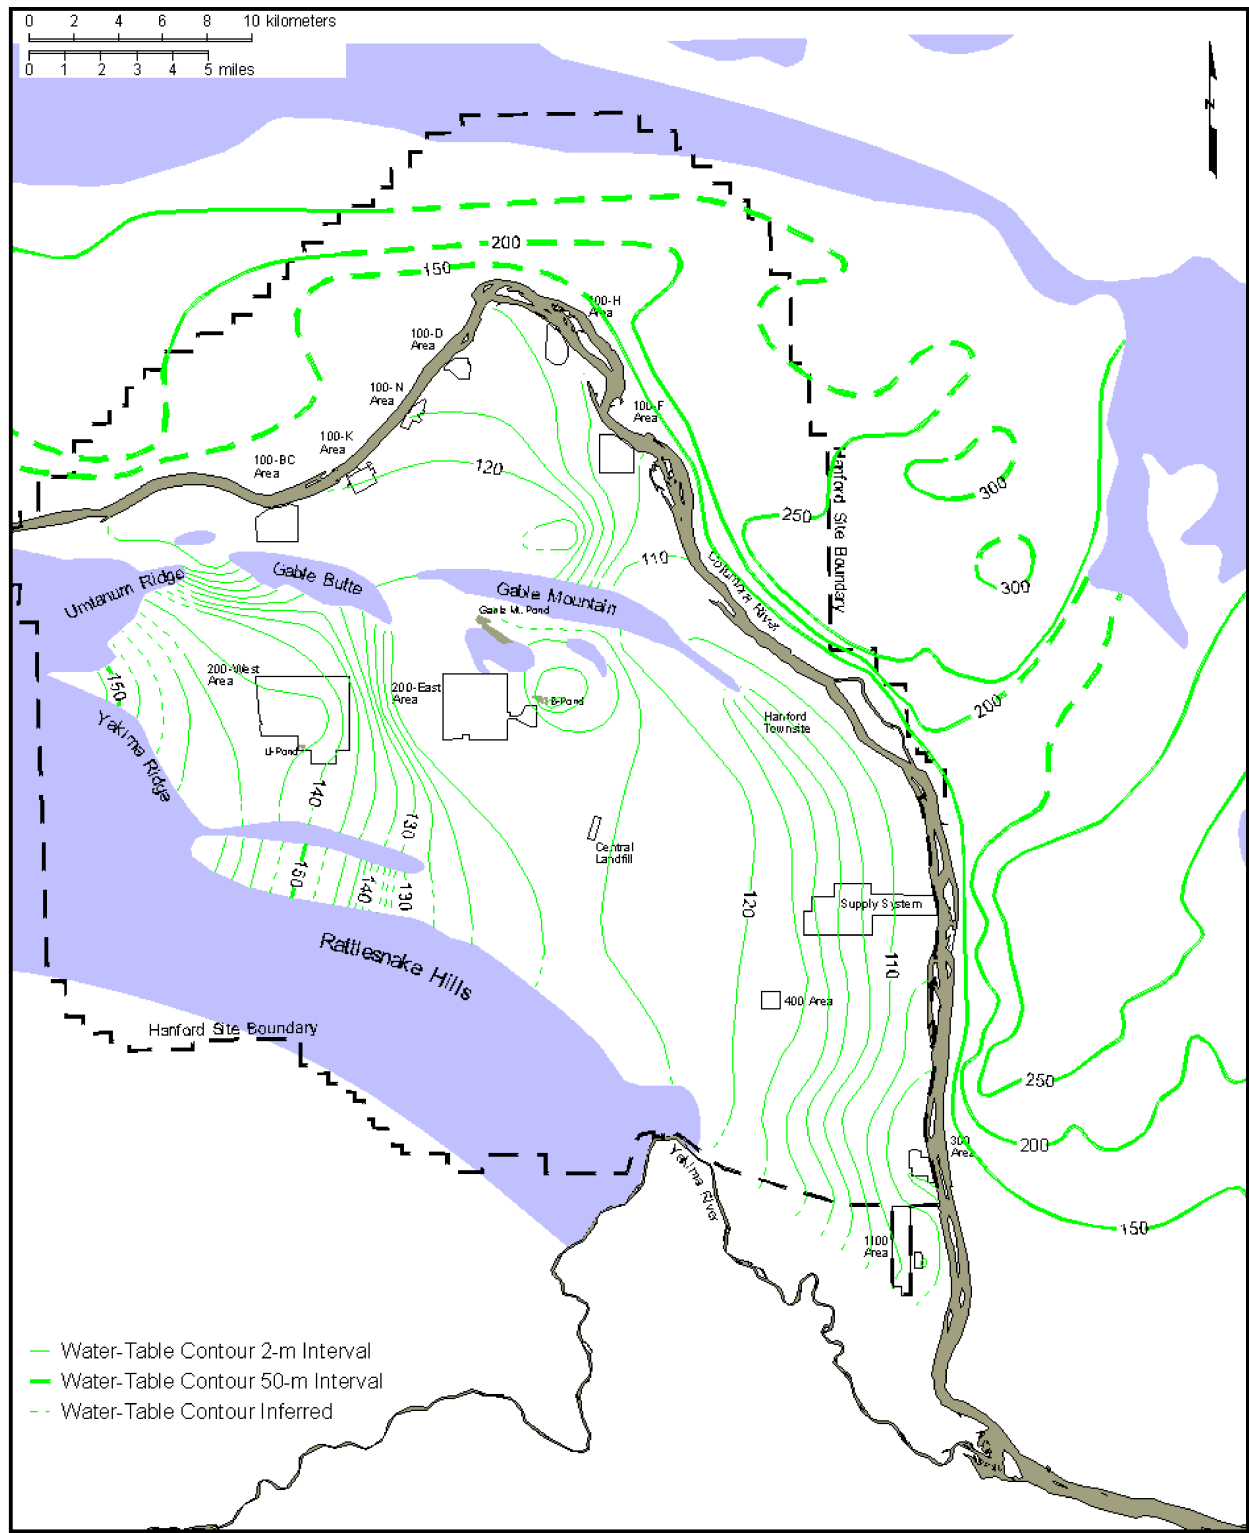 0 2 4 6 8 10 kilometers
0 1 2 3 4 5 miles
N
200
150
100-H
Area
100-D
Area
100-N
Area
100-F
Area
100-K
Area
100-BC
Area
120
300
250
Hanford Site Boundary
300
110
Columbia River
Umtanum Ridge
Gable Butte
Gable Mountain
Gable Mt. Pond
200-West
Area
150
200-East
Area
B-Pond
200
Yakima Ridge
Hanford
Townsite
U-Pond
140
130
Central
Landfill
150
140
130
120
Supply System
Rattlesnake Hills
110
400 Area
Hanford Site Boundary
250
300
Area
200
Yakima River
150
1100
Area
Water-Table Contour 2-m Interval
Water-Table Contour 50-m Interval
Water-Table Contour Inferred